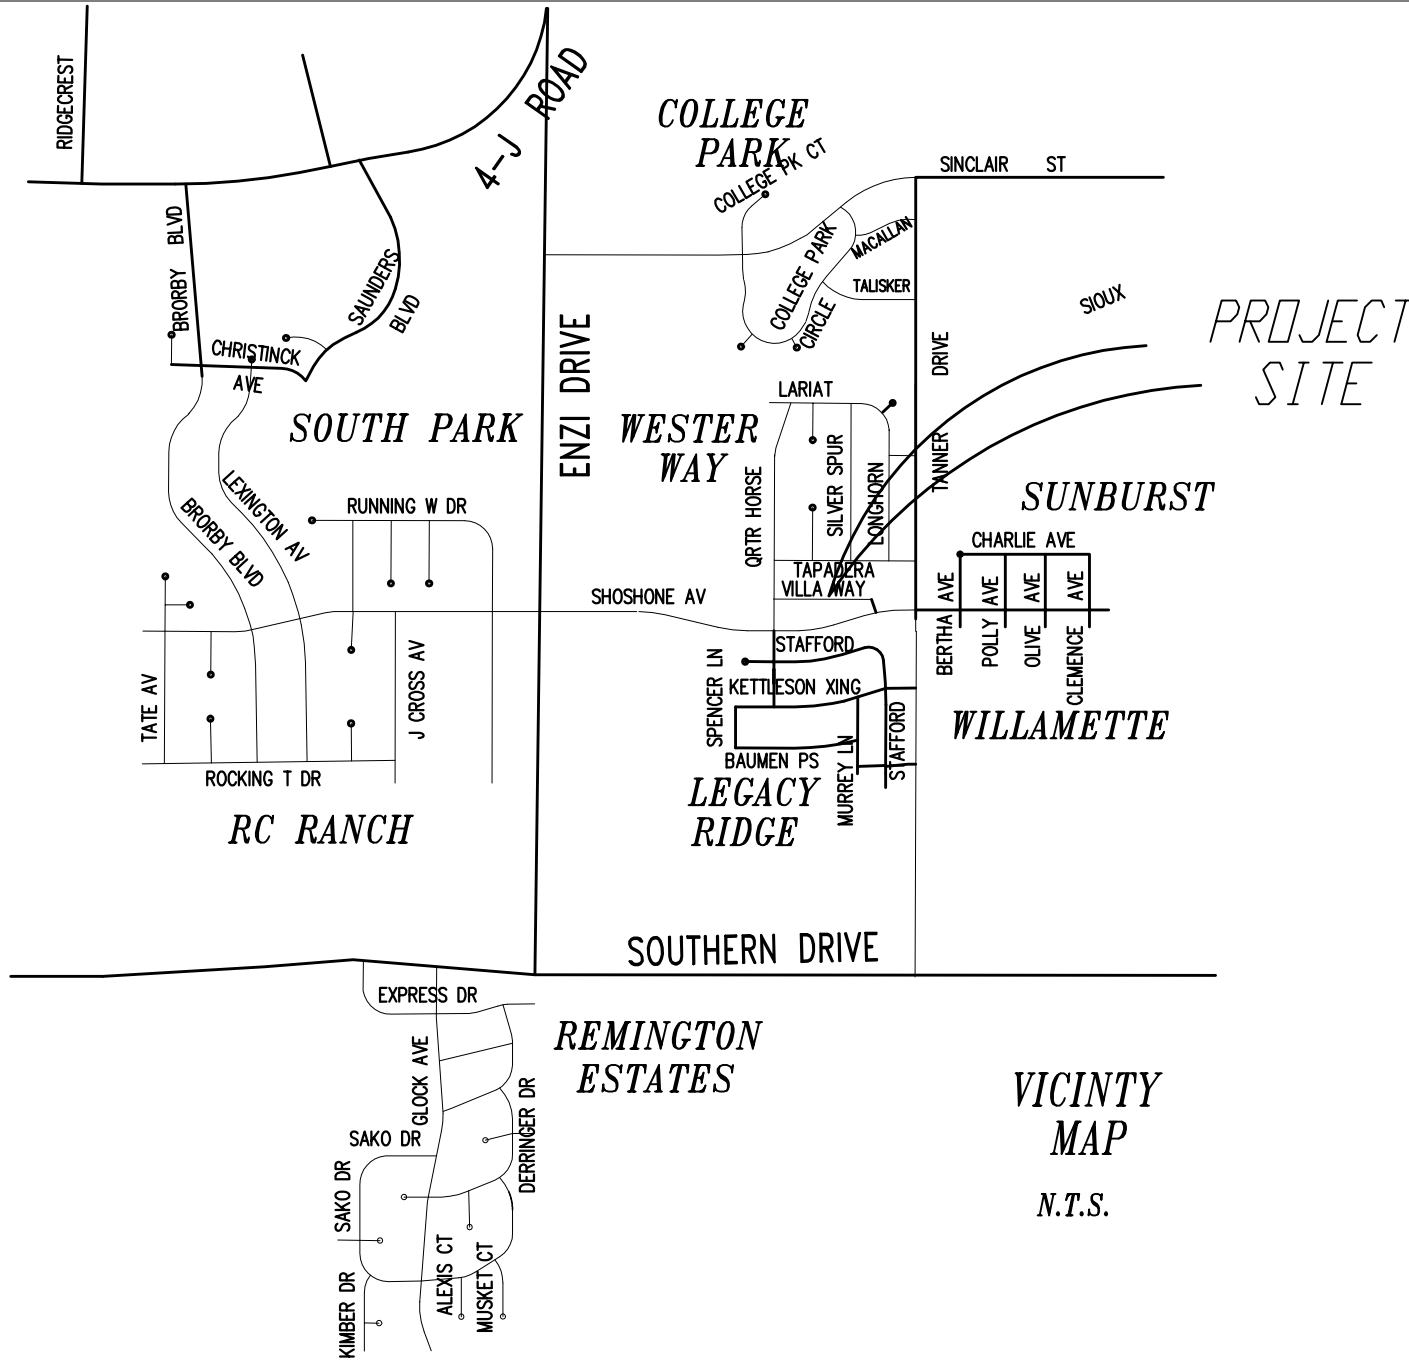 RIDGECREST
4-J ROAD
COLLEGE
PARK
COLLEGE PK CT
SINCLAIR ST
BRORBY BLVD
SAUNDERS
BLVD
COLLEGE PARK
CIRCLE
MACALLAN
TALISKER
SIOUX
PROJECT
SITE
CHRISTINCK
AVE
ENZI DRIVE
TANNER DRIVE
LARIAT
SOUTH PARK
WESTER
WAY
QRTR HORSE
SILVER SPUR
LONGHORN
SUNBURST
LEXINGTON AV
BRORBY BLVD
RUNNING W DR
CHARLIE AVE
TAPADERA
VILLA WAY
SHOSHONE AV
BERTHA AVE
POLLY AVE
OLIVE AVE
CLEMENCE AVE
STAFFORD
SPENCER LN
KETTLESON XING
TATE AV
J CROSS AV
WILLAMETTE
STAFFORD
BAUMEN PS
MURREY LN
ROCKING T DR
LEGACY
RIDGE
RC RANCH
SOUTHERN DRIVE
EXPRESS DR
REMINGTON
ESTATES
GLOCK AVE
DERRINGER DR
SAKO DR
SAKO DR
ALEXIS CT
MUSKET CT
KIMBER DR
VICINTY
MAP
N.T.S.